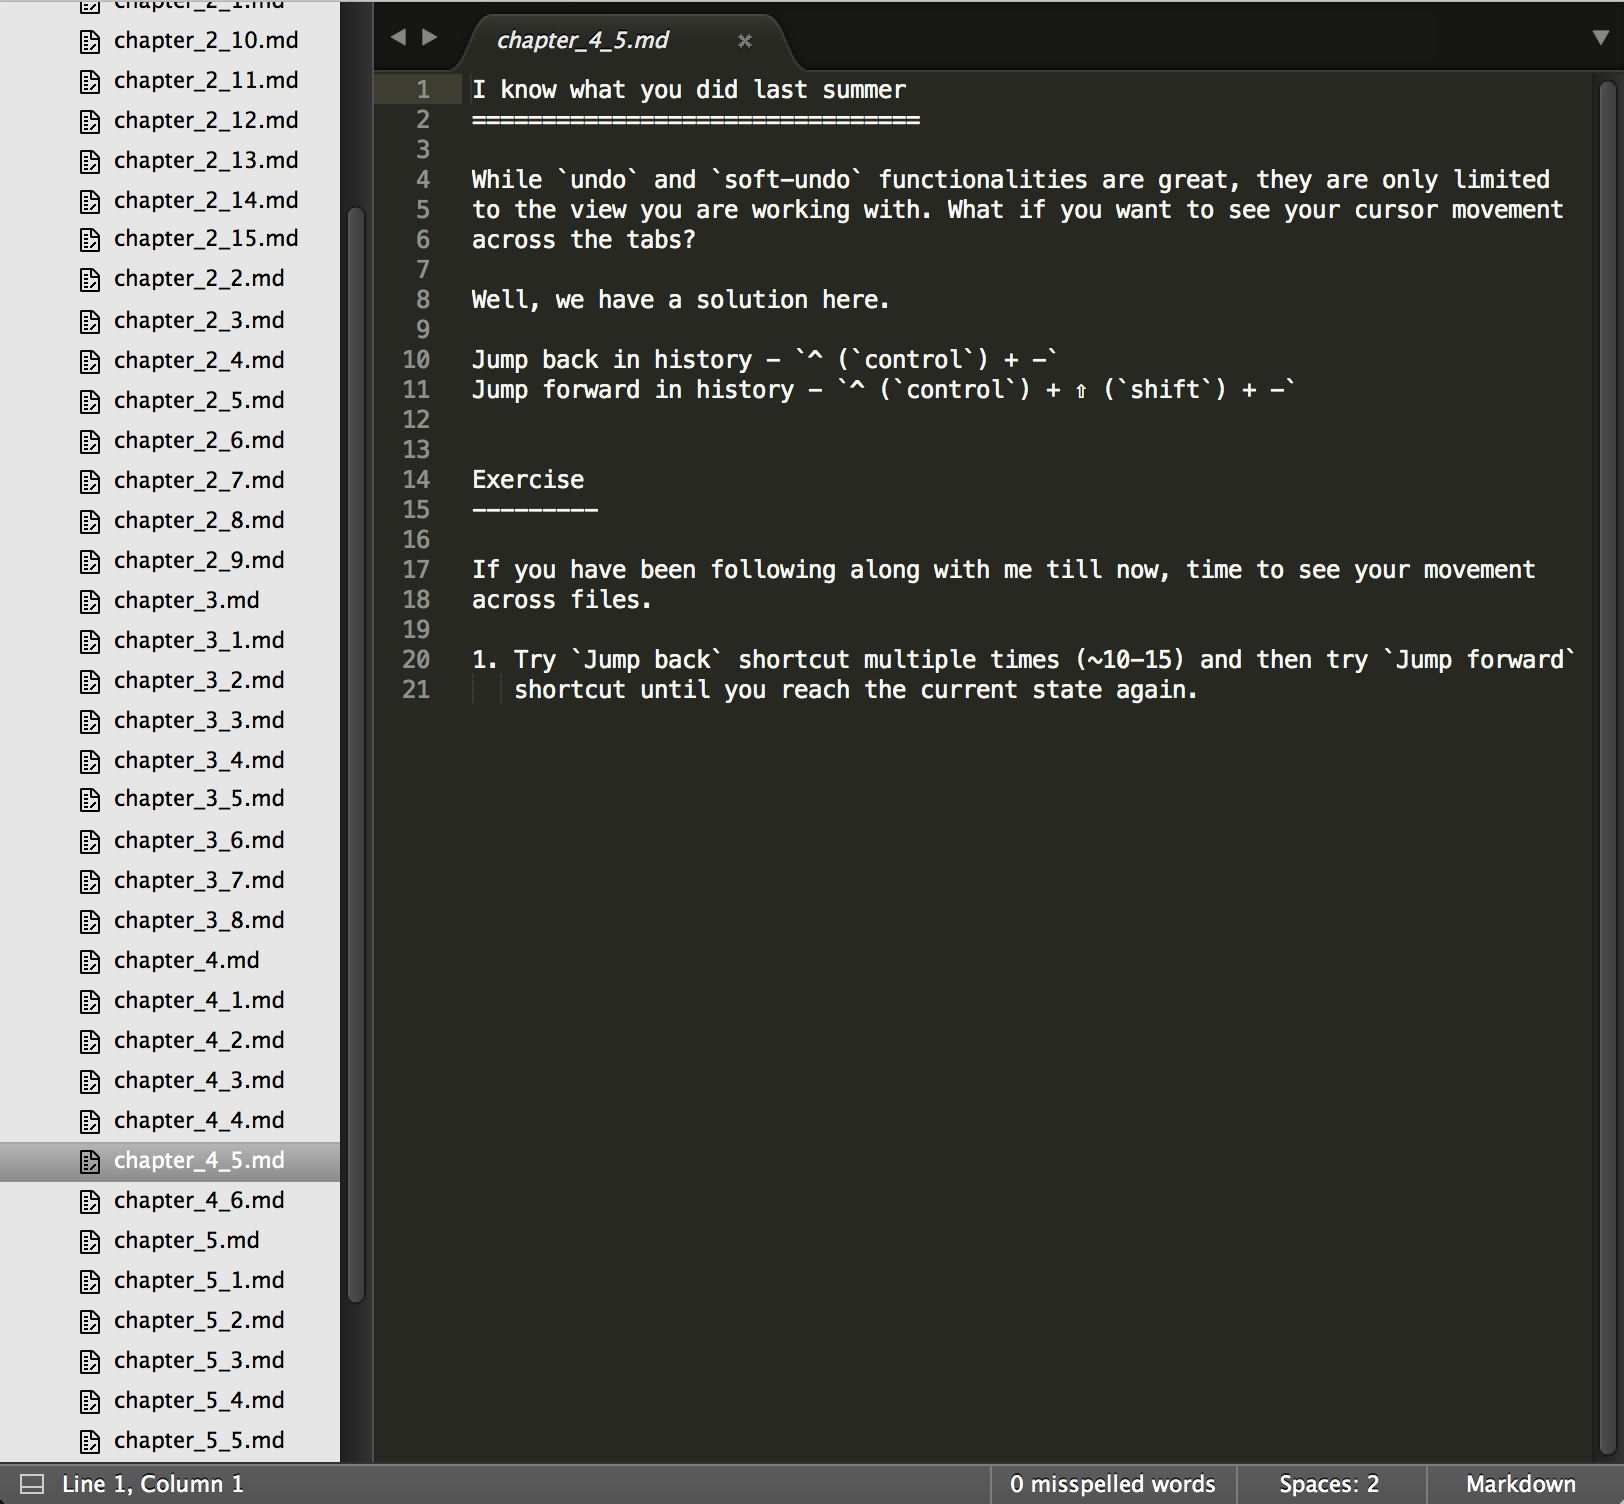 chapter_2_1.md
chapter_2_10.md
chapter_2_11.md
chapter_2_12.md
chapter_2_13.md
chapter_2_14.md
chapter_2_15.md
chapter_2_2.md
chapter_2_3.md
chapter_2_4.md
chapter_2_5.md
chapter_2_6.md
chapter_2_7.md
chapter_2_8.md
chapter_2_9.md
chapter_3.md
chapter_3_1.md
chapter_3_2.md
chapter_3_3.md
chapter_3_4.md
chapter_3_5.md
chapter_3_6.md
chapter_3_7.md
chapter_3_8.md
chapter_4.md
chapter_4_1.md
chapter_4_2.md
chapter_4_3.md
chapter_4_4.md
chapter_4_5.md
chapter_4_6.md
chapter_5.md
chapter_5_1.md
chapter_5_2.md
chapter_5_3.md
chapter_5_4.md
chapter_5_5.md
chapter_4_5.md ×
1 I know what you did last summer
2 ================================
3
4 While `undo` and `soft-undo` functionalities are great, they are only limited
5 to the view you are working with. What if you want to see your cursor movement
6 across the tabs?
7
8 Well, we have a solution here.
9
10 Jump back in history - `^ (`control`) + -`
11 Jump forward in history - `^ (`control`) + ⇧ (`shift`) + -`
12
13
14 Exercise
15 ---------
16
17 If you have been following along with me till now, time to see your movement
18 across files.
19
20 1. Try `Jump back` shortcut multiple times (~10-15) and then try `Jump forward`
21 shortcut until you reach the current state again.
Line 1, Column 1
0 misspelled words
Spaces: 2
Markdown